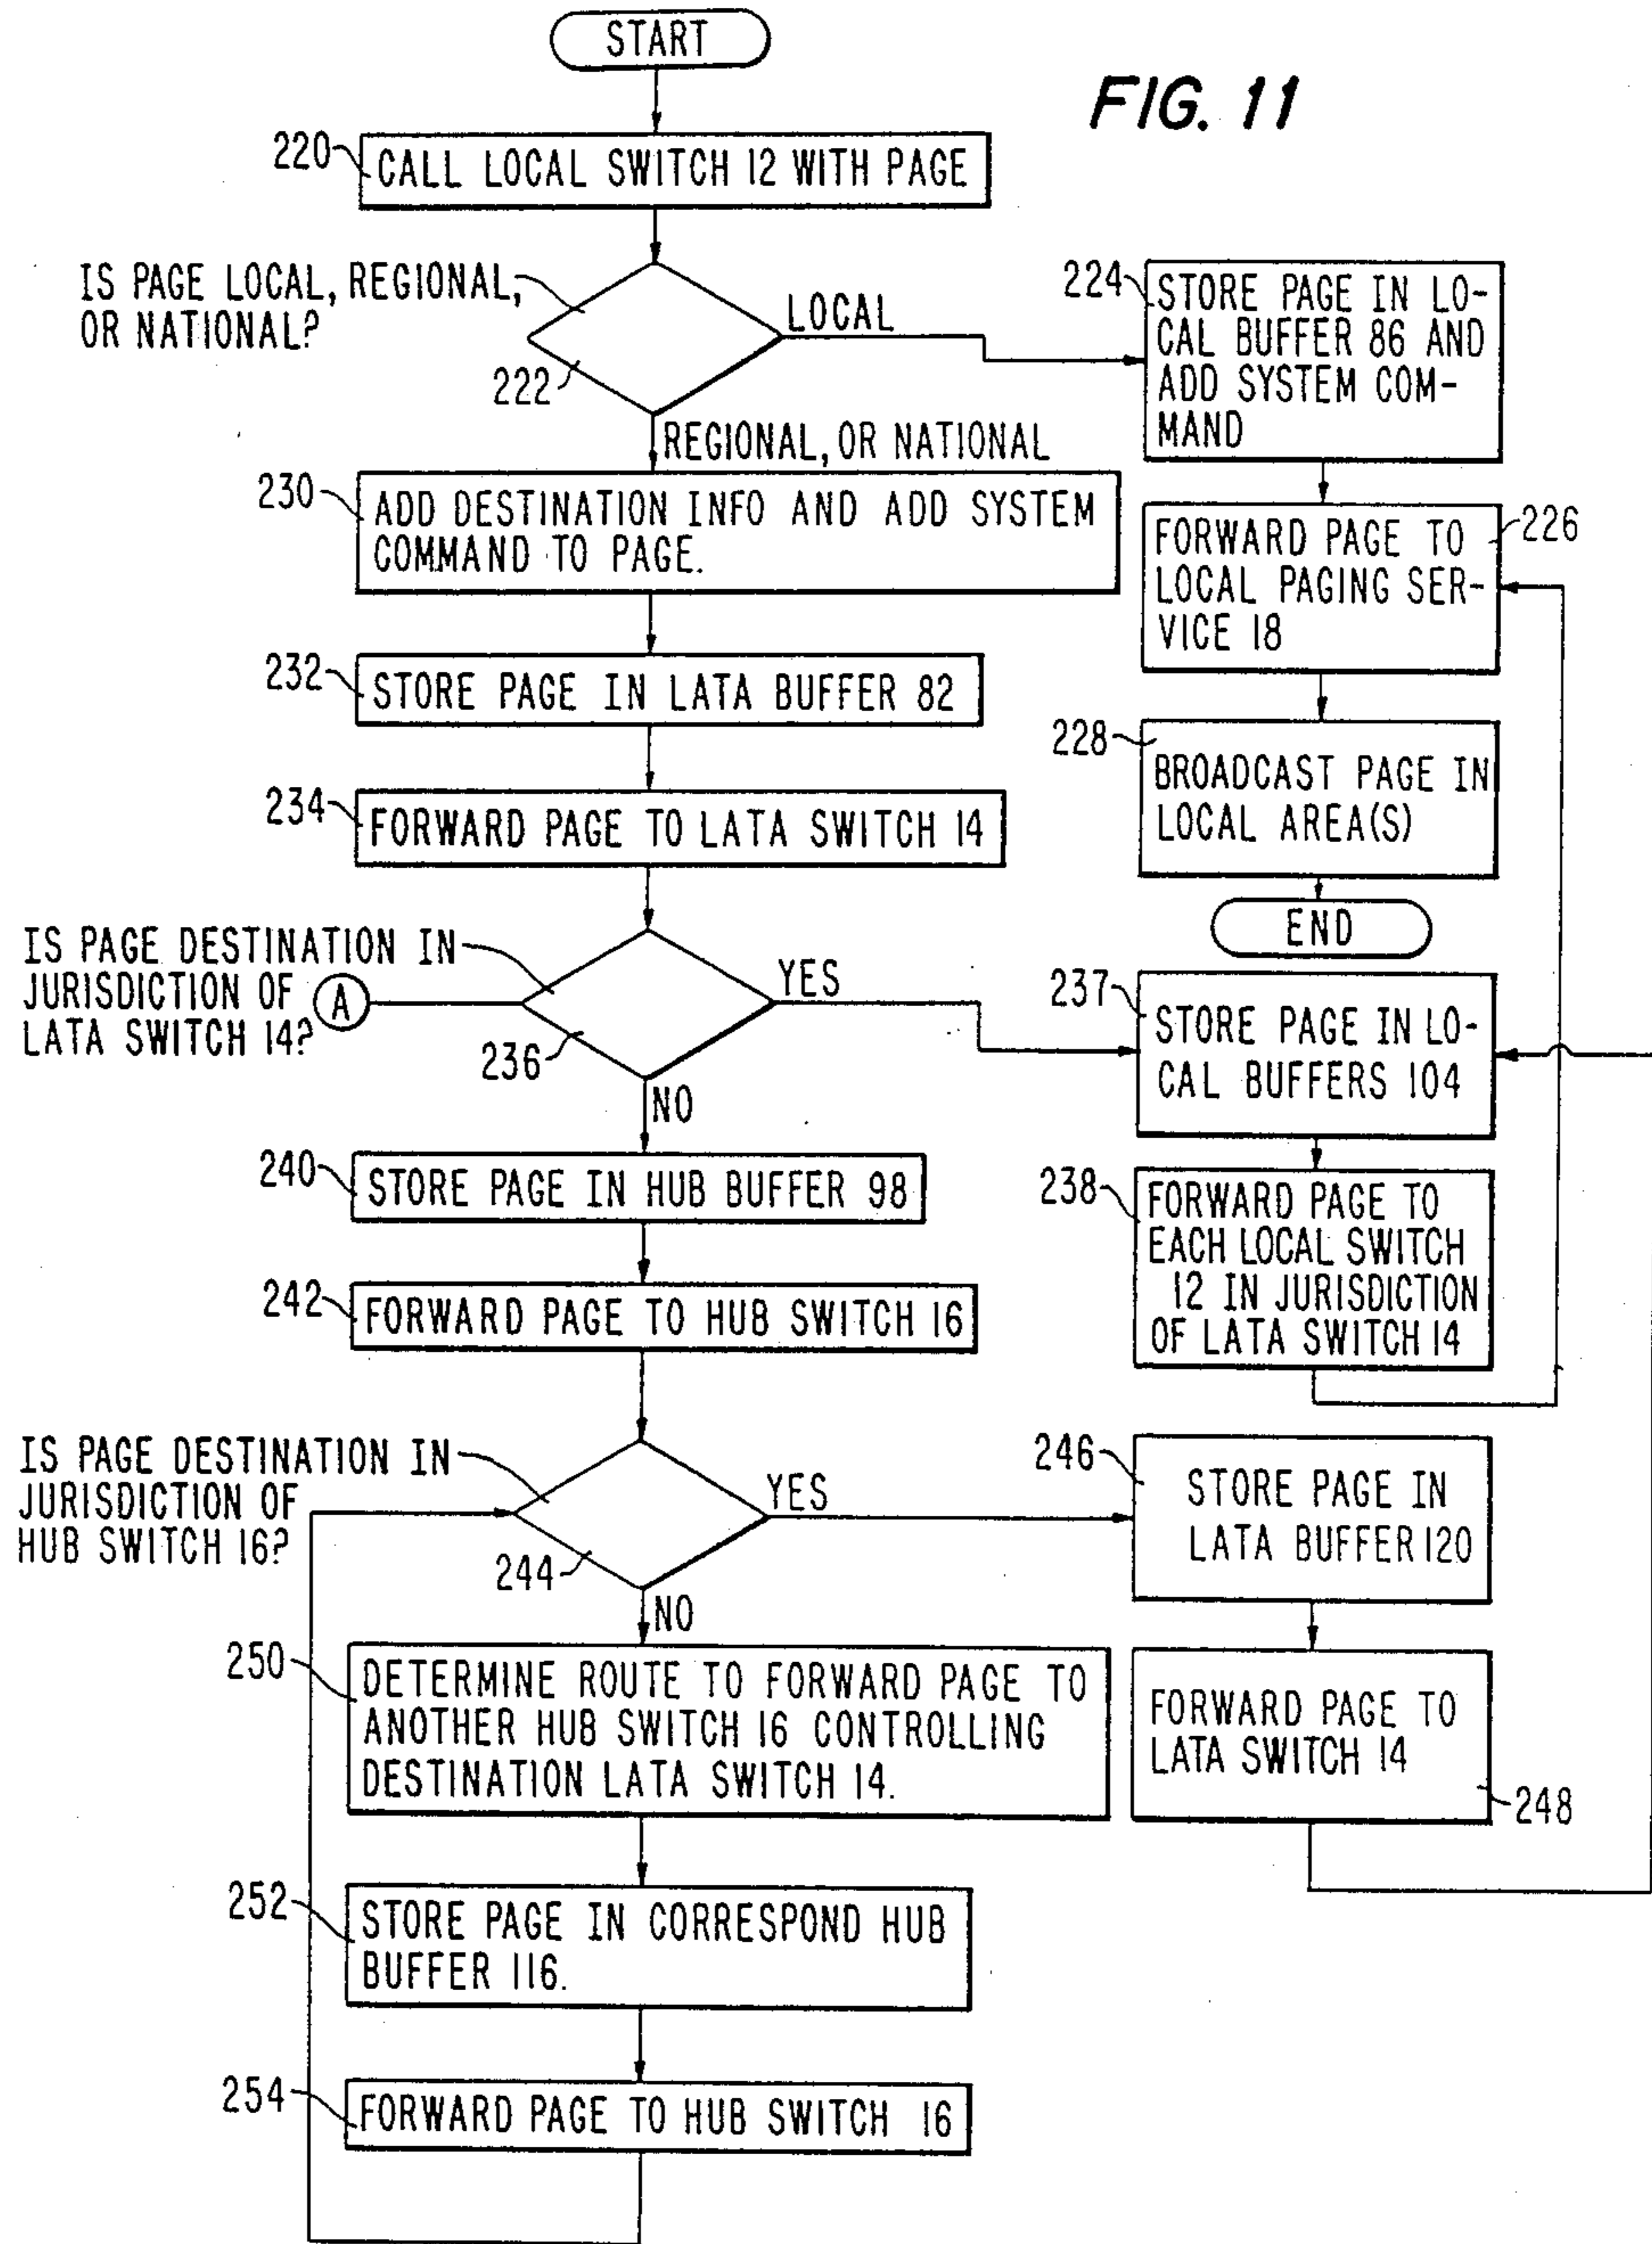 START
FIG. 11
220
CALL LOCAL SWITCH 12 WITH PAGE
IS PAGE LOCAL, REGIONAL,
OR NATIONAL?
222
LOCAL
REGIONAL, OR NATIONAL
224
STORE PAGE IN LO-
CAL BUFFER 86 AND
ADD SYSTEM COM-
MAND
230
ADD DESTINATION INFO AND ADD SYSTEM
COMMAND TO PAGE.
226
FORWARD PAGE TO
LOCAL PAGING SER-
VICE 18
232
STORE PAGE IN LATA BUFFER 82
228
BROADCAST PAGE IN
LOCAL AREA(S)
234
FORWARD PAGE TO LATA SWITCH 14
END
IS PAGE DESTINATION IN
JURISDICTION OF
LATA SWITCH 14?
A
236
YES
NO
237
STORE PAGE IN LO-
CAL BUFFERS 104
240
STORE PAGE IN HUB BUFFER 98
238
FORWARD PAGE TO
EACH LOCAL SWITCH
12 IN JURISDICTION
OF LATA SWITCH 14
242
FORWARD PAGE TO HUB SWITCH 16
IS PAGE DESTINATION IN
JURISDICTION OF
HUB SWITCH 16?
244
YES
NO
246
STORE PAGE IN
LATA BUFFER 120
250
DETERMINE ROUTE TO FORWARD PAGE TO
ANOTHER HUB SWITCH 16 CONTROLLING
DESTINATION LATA SWITCH 14.
FORWARD PAGE TO
LATA SWITCH 14
248
252
STORE PAGE IN CORRESPOND HUB
BUFFER 116.
254
FORWARD PAGE TO HUB SWITCH 16